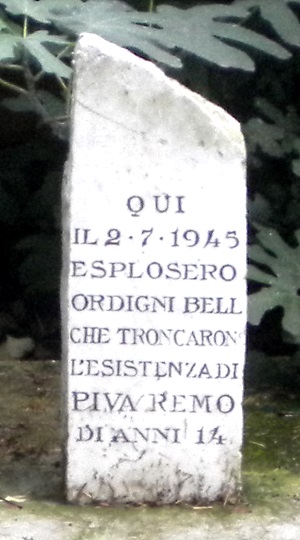 QUI
IL 2·7·1945
ESPLOSERO
ORDIGNI BELL
CHE TRONCARONO
L'ESISTENZA DI
PIVA REMO
DI ANNI 14